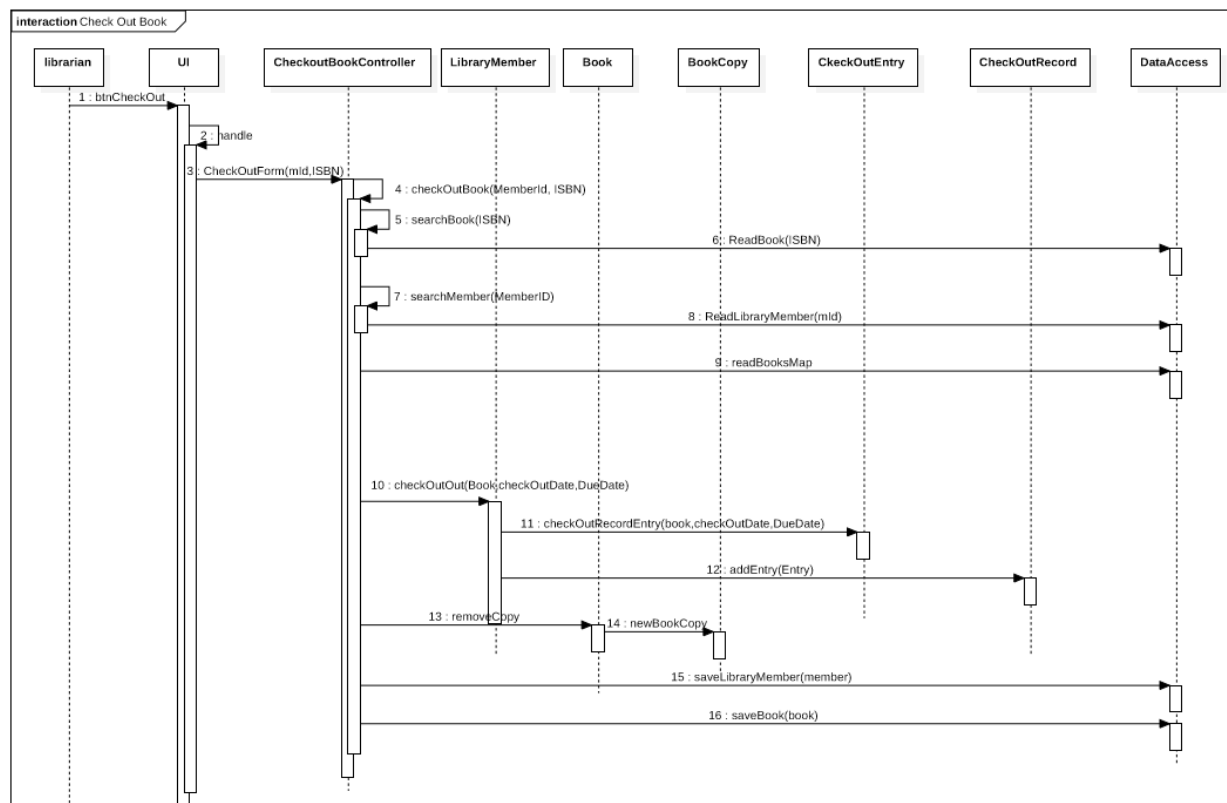 interaction Check Out Book
librarian
UI
CheckoutBookController
LibraryMember
Book
BookCopy
CkeckOutEntry
CheckOutRecord
DataAccess
1 : btnCheckOut
2 : handle
3 : CheckOutForm(mId,ISBN)
4 : checkOutBook(MemberId, ISBN)
5 : searchBook(ISBN)
6 : ReadBook(ISBN)
7 : searchMember(MemberID)
8 : ReadLibraryMember(mId)
9 : readBooksMap
10 : checkOutOut(Book,checkOutDate,DueDate)
11 : checkOutRecordEntry(book,checkOutDate,DueDate)
12 : addEntry(Entry)
13 : removeCopy
14 : newBookCopy
15 : saveLibraryMember(member)
16 : saveBook(book)